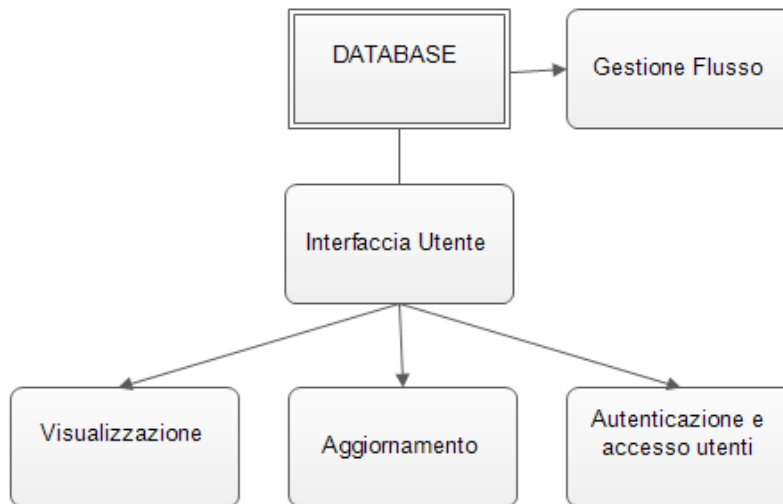 DATABASE
Gestione Flusso
Interfaccia Utente
Visualizzazione
Aggiornamento
Autenticazione e
accesso utenti